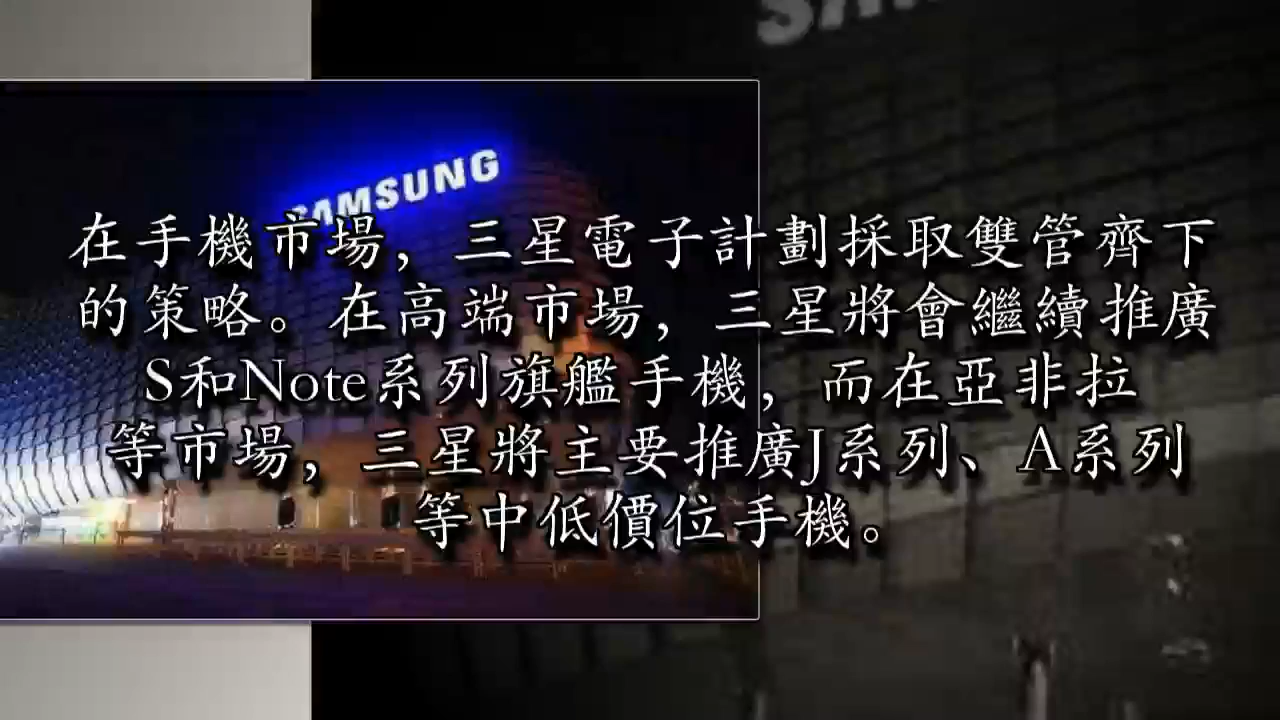 SAMSUNG
在手機市場，三星電子計劃採取雙管齊下
的策略。在高端市場，三星將會繼續推廣
S和Note系列旗艦手機，而在亞非拉
等市場，三星將主要推廣J系列、A系列
等中低價位手機。